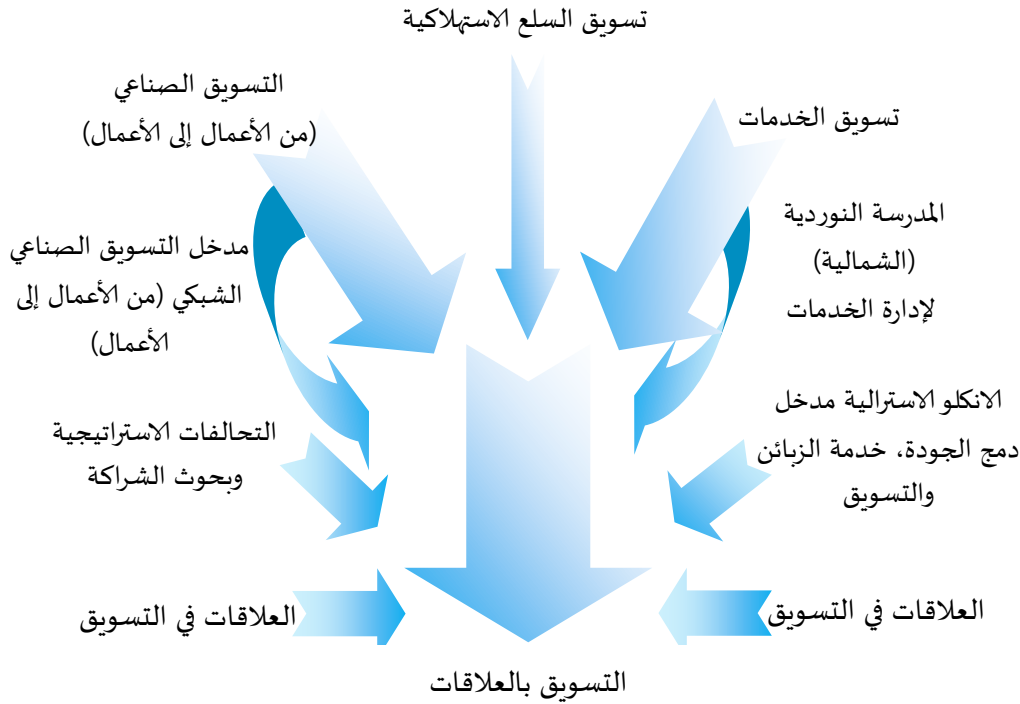 تسويق السلع الاستهلاكية
تسويق الخدمات
التسويق الصناعي
(من الأعمال إلى الأعمال)
المدرسة النوردية
(الشمالية)
لإدارة الخدمات
مدخل التسويق الصناعي
الشبكي (من الأعمال إلى
الأعمال)
الانكلو الاسترالية مدخل
دمج الجودة، خدمة الزبائن
والتسويق
التحالفات الاستراتيجية
وبحوث الشراكة
العلاقات في التسويق
العلاقات في التسويق
التسويق بالعلاقات